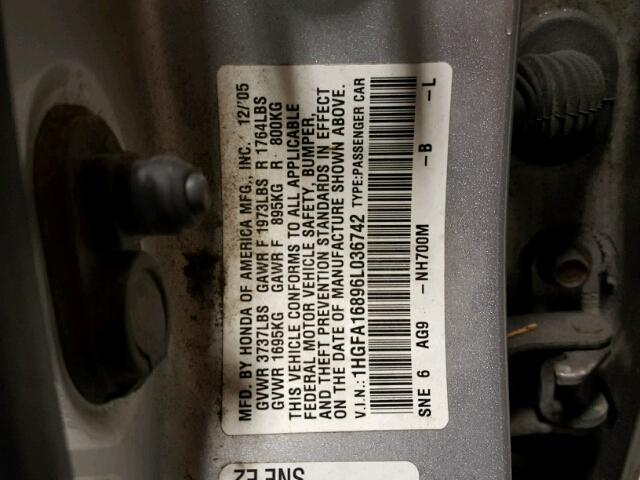 MFD. BY HONDA OF AMERICA MFG., INC. 12/'05
GVWR 3737LBS GAWR F 1973LBS R 1764LBS
GVWR 1695KG GAWR F 895KG R 800KG
THIS VEHICLE CONFORMS TO ALL APPLICABLE
FEDERAL MOTOR VEHICLE SAFETY, BUMPER,
AND THEFT PREVENTION STANDARDS IN EFFECT
ON THE DATE OF MANUFACTURE SHOWN ABOVE.
V.I.N.: 1HGFA16896L036742 TYPE:PASSENGER CAR
SNE 6 AG9 -NH700M -B -L
SNE EZ